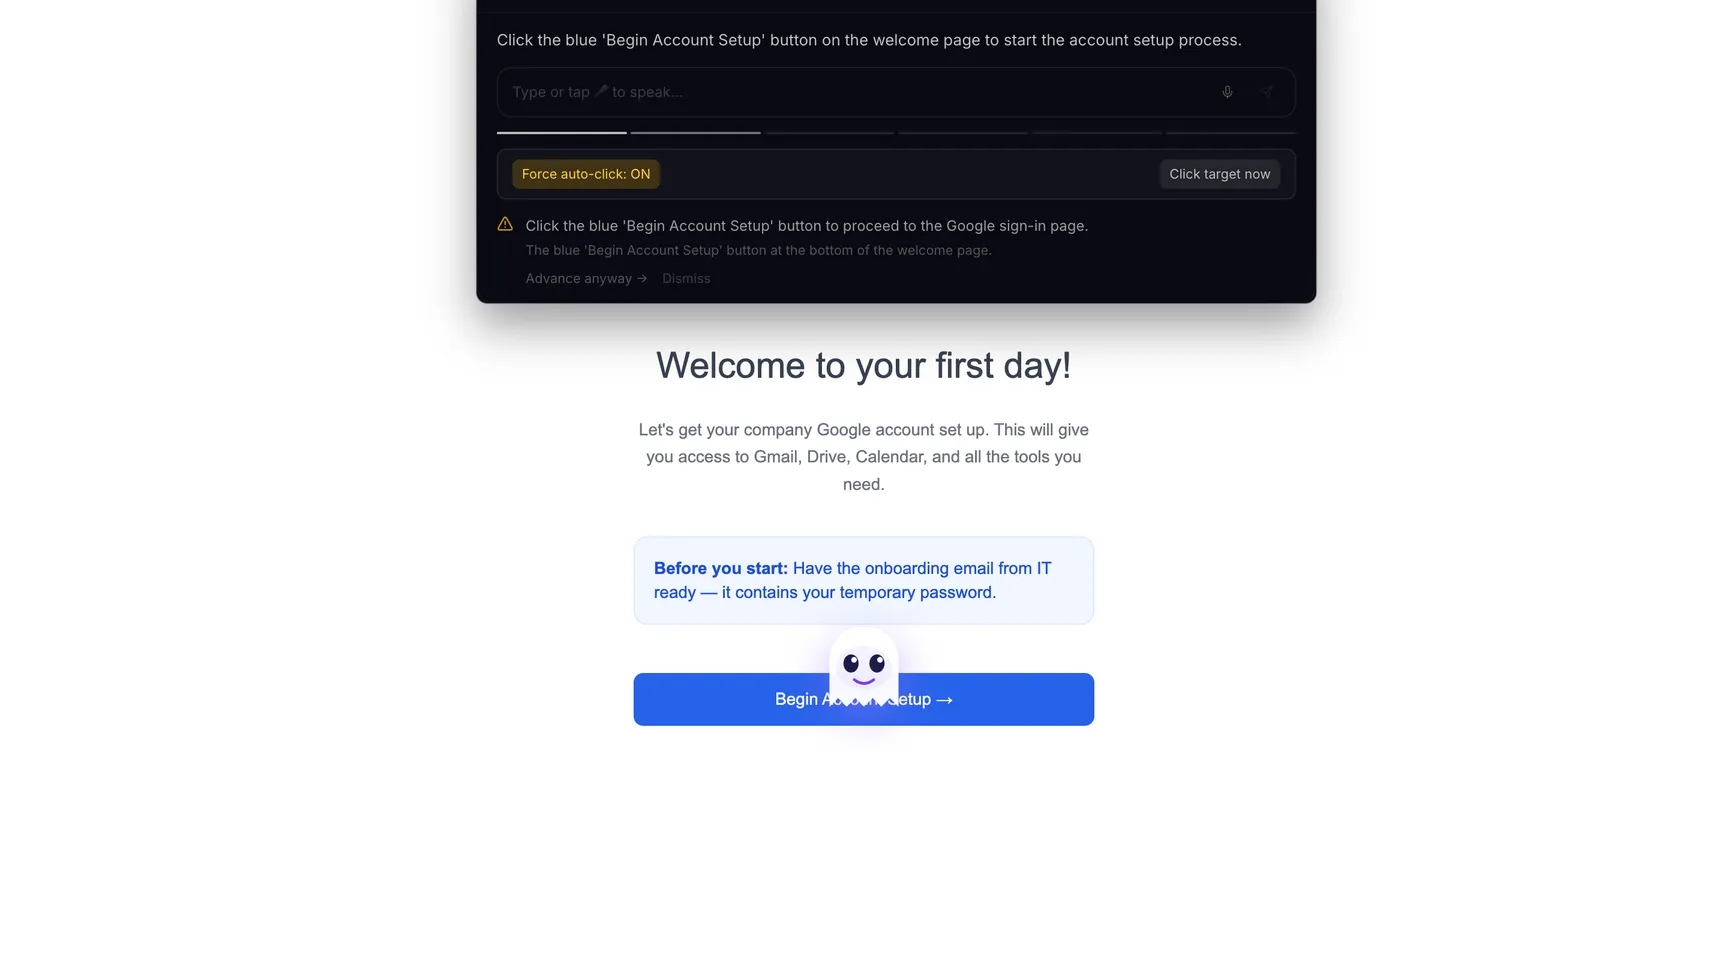 Click the blue 'Begin Account Setup' button on the welcome page to start the account setup process.
Type or tap 🎤 to speak...
Force auto-click: ON
Click target now
Click the blue 'Begin Account Setup' button to proceed to the Google sign-in page.
The blue 'Begin Account Setup' button at the bottom of the welcome page.
Advance anyway → Dismiss
Welcome to your first day!
Let's get your company Google account set up. This will give
you access to Gmail, Drive, Calendar, and all the tools you
need.
Before you start: Have the onboarding email from IT
ready — it contains your temporary password.
Begin Account Setup →